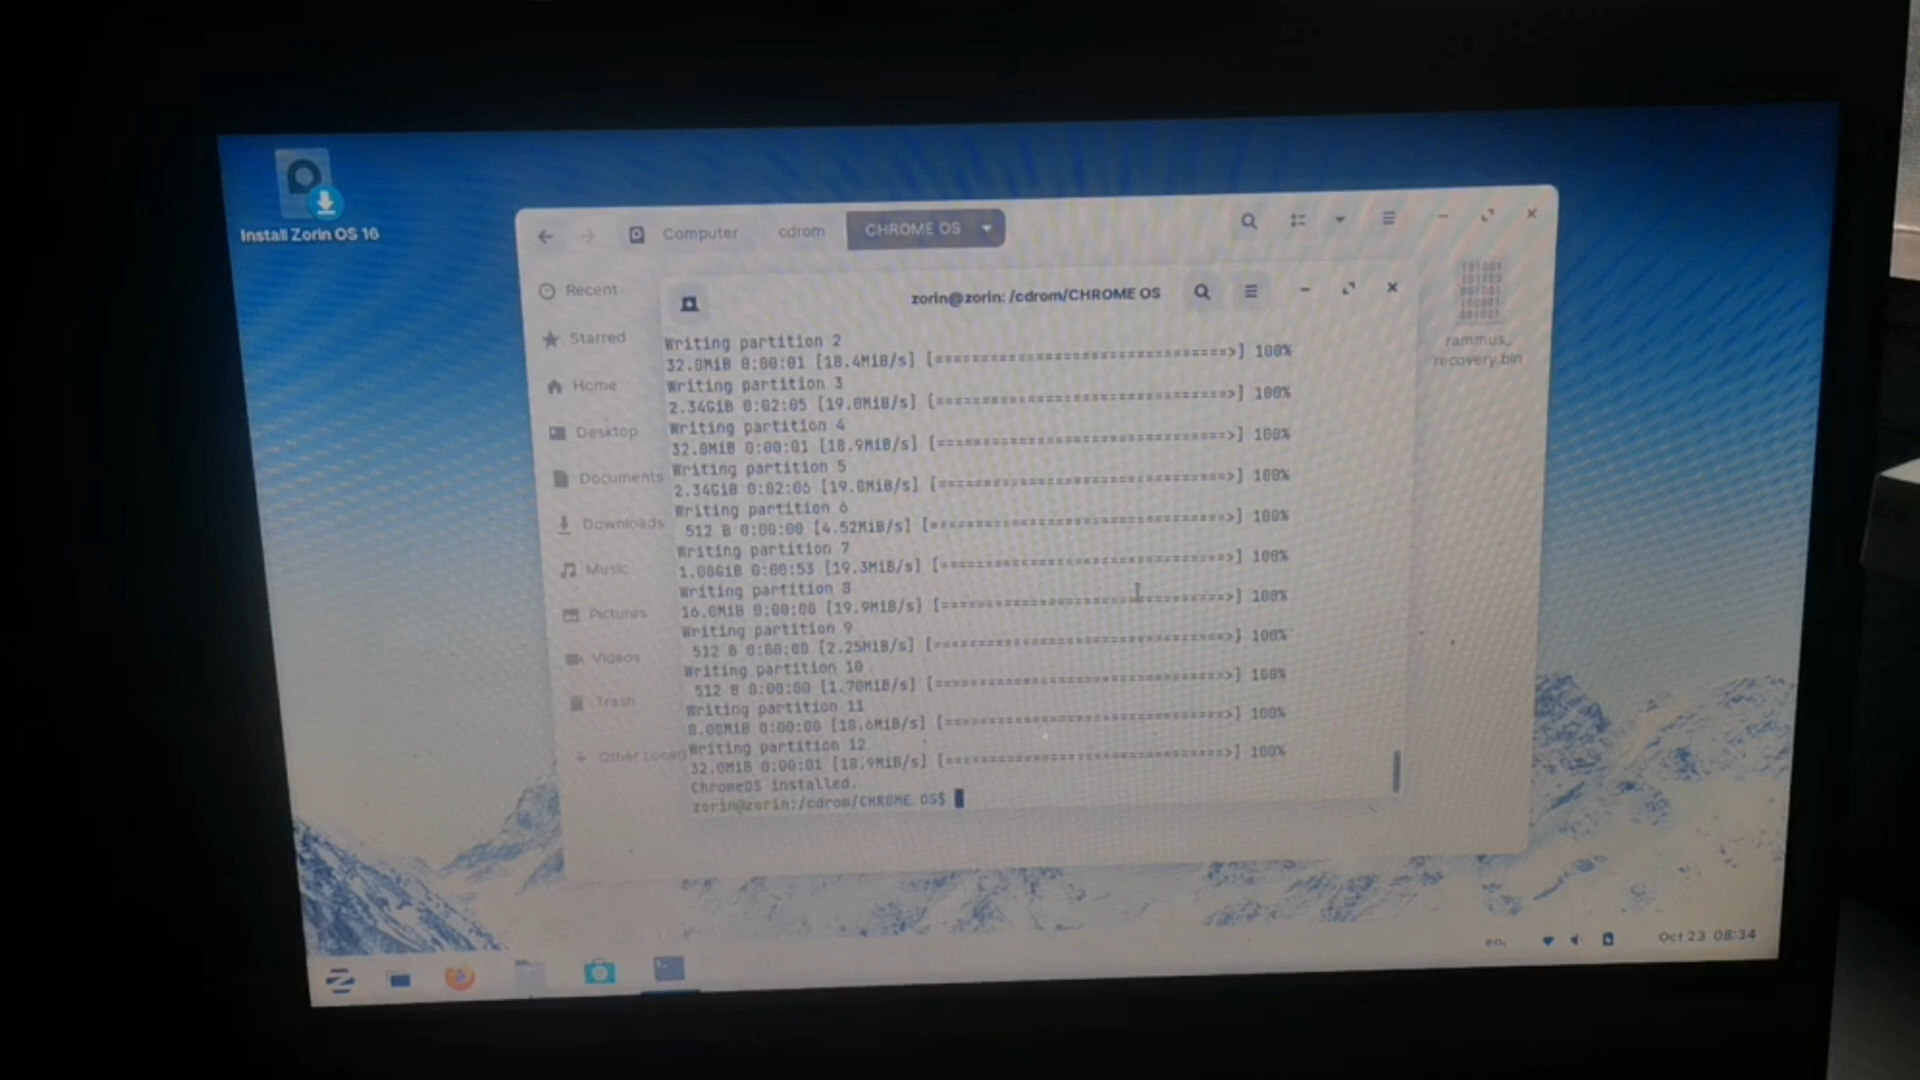 Install Zorin OS 16
Computer
cdrom
CHROME OS
Recent
Starred
Home
Desktop
Documents
Downloads
Music
Pictures
Videos
Trash
+ Other Locat
zorin@zorin: /cdrom/CHROME OS
Writing partition 2
32.0MiB 0:00:01 [18.4MiB/s] [================================>] 100%
Writing partition 3
2.34GiB 0:02:05 [19.0MiB/s] [================================>] 100%
Writing partition 4
32.0MiB 0:00:01 [18.9MiB/s] [================================>] 100%
Writing partition 5
2.34GiB 0:02:06 [19.0MiB/s] [================================>] 100%
Writing partition 6
512 B 0:00:00 [4.52MiB/s] [================================>] 100%
Writing partition 7
1.00GiB 0:00:53 [19.3MiB/s] [================================>] 100%
Writing partition 8
16.0MiB 0:00:00 [19.9MiB/s] [================================>] 100%
Writing partition 9
512 B 0:00:00 [2.25MiB/s] [================================>] 100%
Writing partition 10
512 B 0:00:00 [1.70MiB/s] [================================>] 100%
Writing partition 11
8.00MiB 0:00:00 [18.6MiB/s] [================================>] 100%
Writing partition 12
32.0MiB 0:00:01 [18.9MiB/s] [================================>] 100%
ChromeOS installed.
zorin@zorin:/cdrom/CHROME OS$
rammus_
recovery.bin
en,
Oct 23 08:34